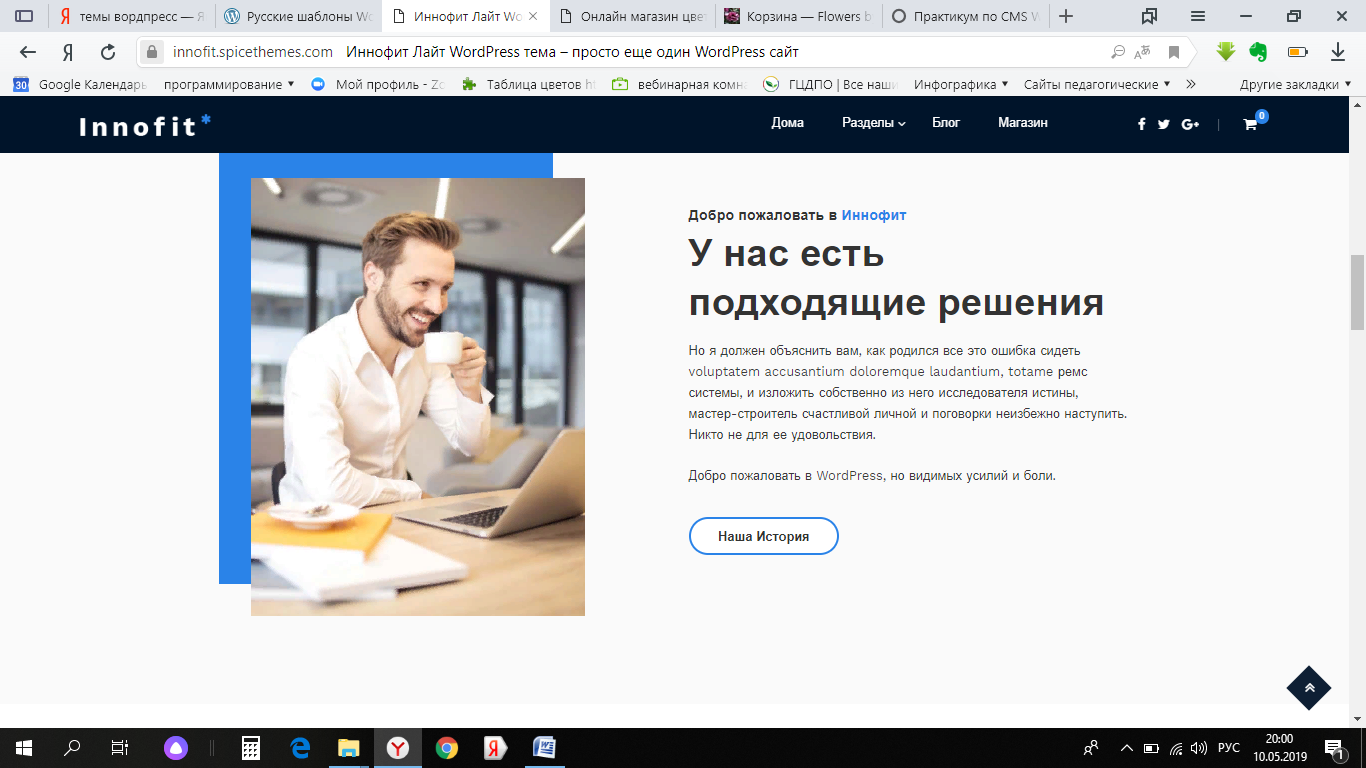 темы вордпресс — Я
Русские шаблоны Wo
Иннофит Лайт Wo
Онлайн магазин цвет
Корзина — Flowers b
Практикум по CMS W
innofit.spicethemes.com Иннофит Лайт WordPress тема – просто еще один WordPress сайт
30 Google Календарь программирование Мой профиль - Zo Таблица цветов ht вебинарная комна ГЦДПО | Все наши Инфографика Сайты педагогические » Другие закладки
Innofit*
Дома Разделы Блог Магазин 0
Добро пожаловать в Иннофит
У нас есть
подходящие решения
Но я должен объяснить вам, как родился все это ошибка сидеть
voluptatem accusantium doloremque laudantium, totame ремс
системы, и изложить собственно из него исследователя истины,
мастер-строитель счастливой личной и поговорки неизбежно наступить.
Никто не для ее удовольствия.
Добро пожаловать в WordPress, но видимых усилий и боли.
Наша История
РУС
20:00
10.05.2019
1